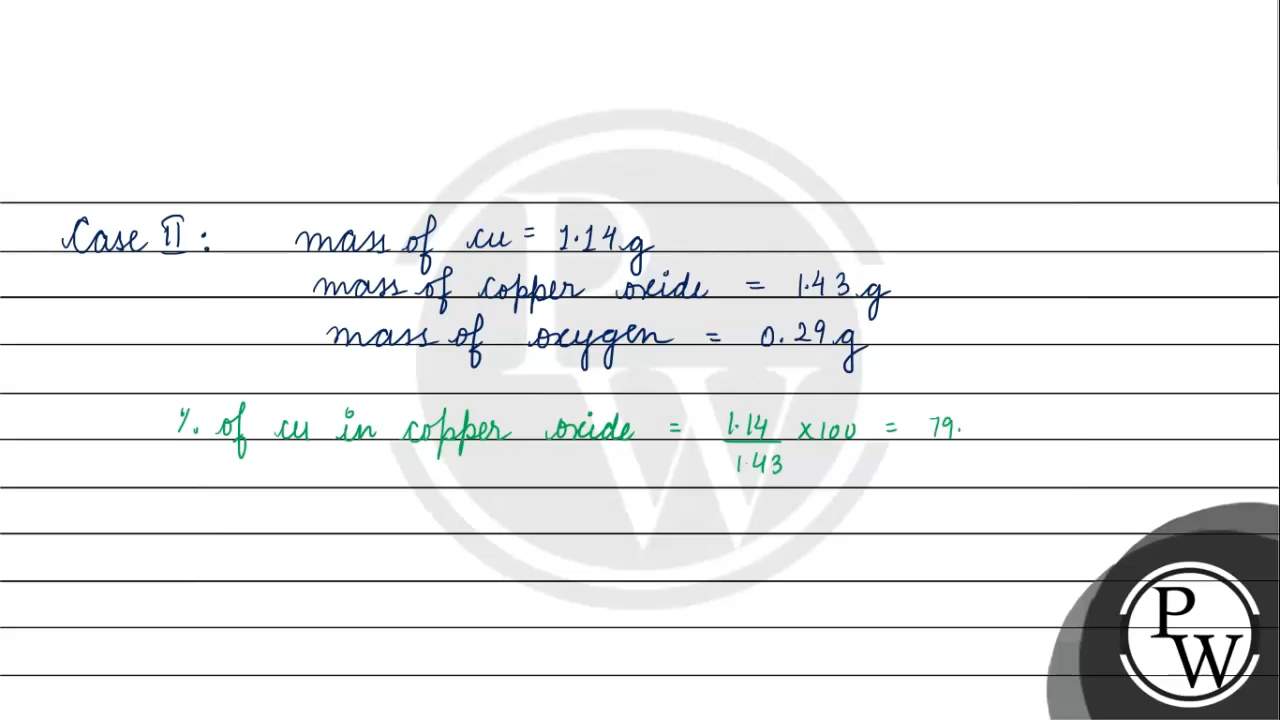 Case II : mass of cu = 1.14 g
mass of copper oxide = 1.43 g
mass of oxygen = 0.29 g
%. of cu in copper oxide = 1.14/1.43 × 100 = 79.
P
W
P
W